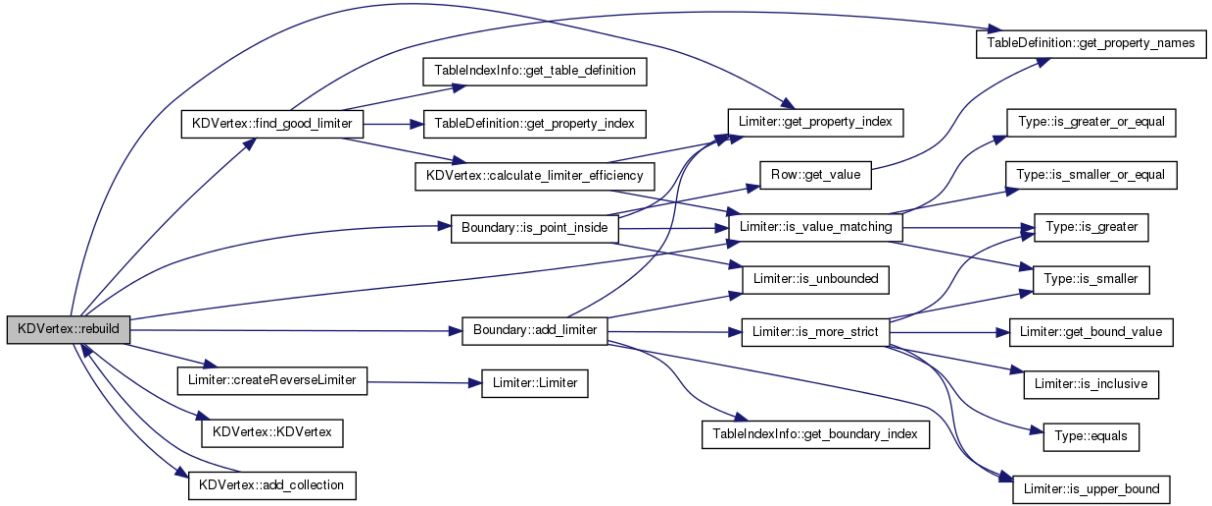 TableDefinition::get_property_names
TableIndexInfo::get_table_definition
KDVertex::find_good_limiter
TableDefinition::get_property_index
Limiter::get_property_index
Type::is_greater_or_equal
KDVertex::calculate_limiter_efficiency
Row::get_value
Type::is_smaller_or_equal
Boundary::is_point_inside
Limiter::is_value_matching
Type::is_greater
Limiter::is_unbounded
Type::is_smaller
KDVertex::rebuild
Boundary::add_limiter
Limiter::is_more_strict
Limiter::get_bound_value
Limiter::createReverseLimiter
Limiter::Limiter
Limiter::is_inclusive
KDVertex::KDVertex
TableIndexInfo::get_boundary_index
Type::equals
KDVertex::add_collection
Limiter::is_upper_bound